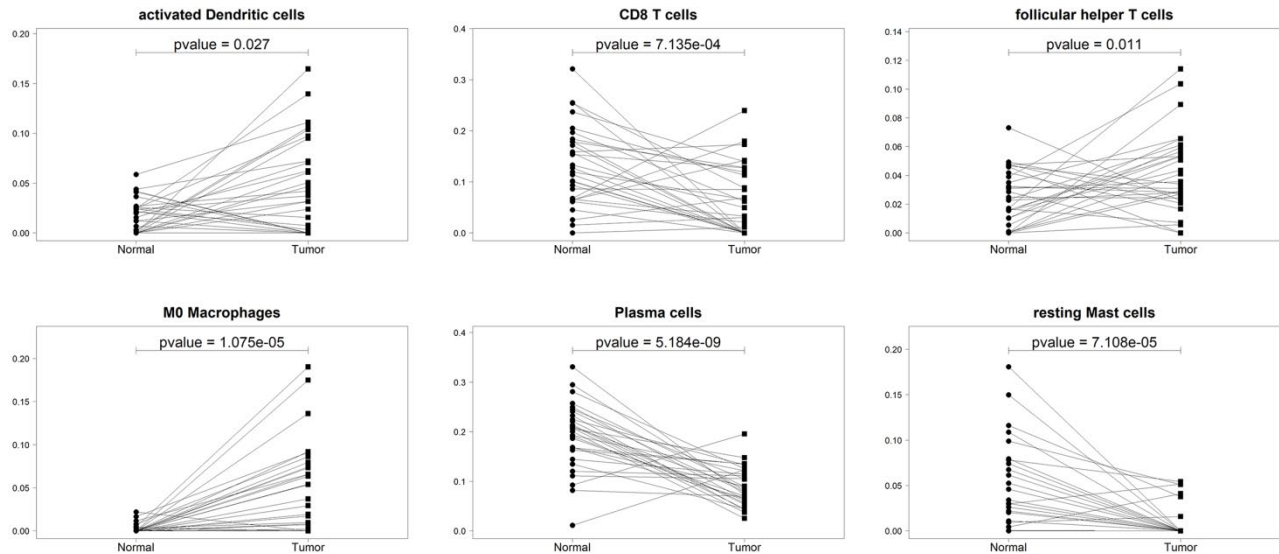 activated Dendritic cells
pvalue = 0.027
0.20
0.15
0.10
0.05
0.00
Normal Tumor
CD8 T cells
pvalue = 7.135e-04
0.4
0.3
0.2
0.1
0.0
Normal Tumor
follicular helper T cells
pvalue = 0.011
0.14
0.12
0.10
0.08
0.06
0.04
0.02
0.00
Normal Tumor
M0 Macrophages
pvalue = 1.075e-05
0.20
0.15
0.10
0.05
0.00
Normal Tumor
Plasma cells
pvalue = 5.184e-09
0.4
0.3
0.2
0.1
0.0
Normal Tumor
resting Mast cells
pvalue = 7.108e-05
0.20
0.15
0.10
0.05
0.00
Normal Tumor